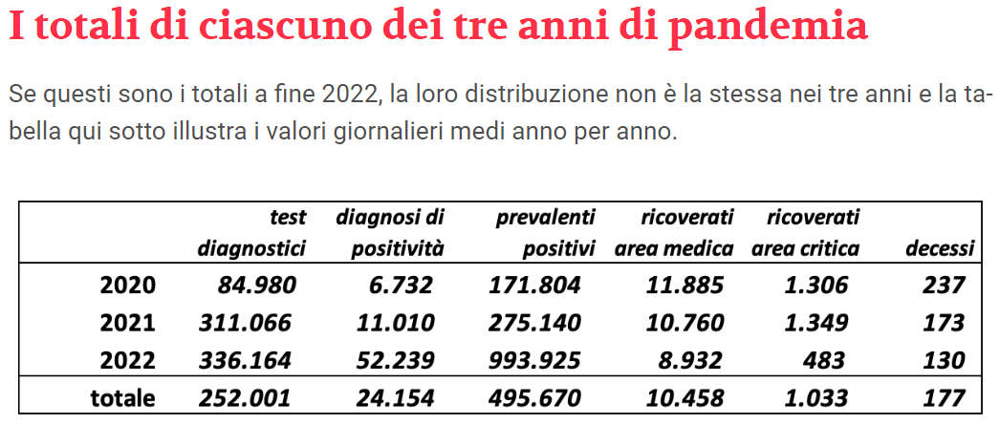 I totali di ciascuno dei tre anni di pandemia
Se questi sono i totali a fine 2022, la loro distribuzione non è la stessa nei tre anni e la ta-
bella qui sotto illustra i valori giornalieri medi anno per anno.
test diagnosi di prevalenti ricoverati ricoverati
diagnostici positività positivi area medica area critica decessi
2020 84.980 6.732 171.804 11.885 1.306 237
2021 311.066 11.010 275.140 10.760 1.349 173
2022 336.164 52.239 993.925 8.932 483 130
totale 252.001 24.154 495.670 10.458 1.033 177